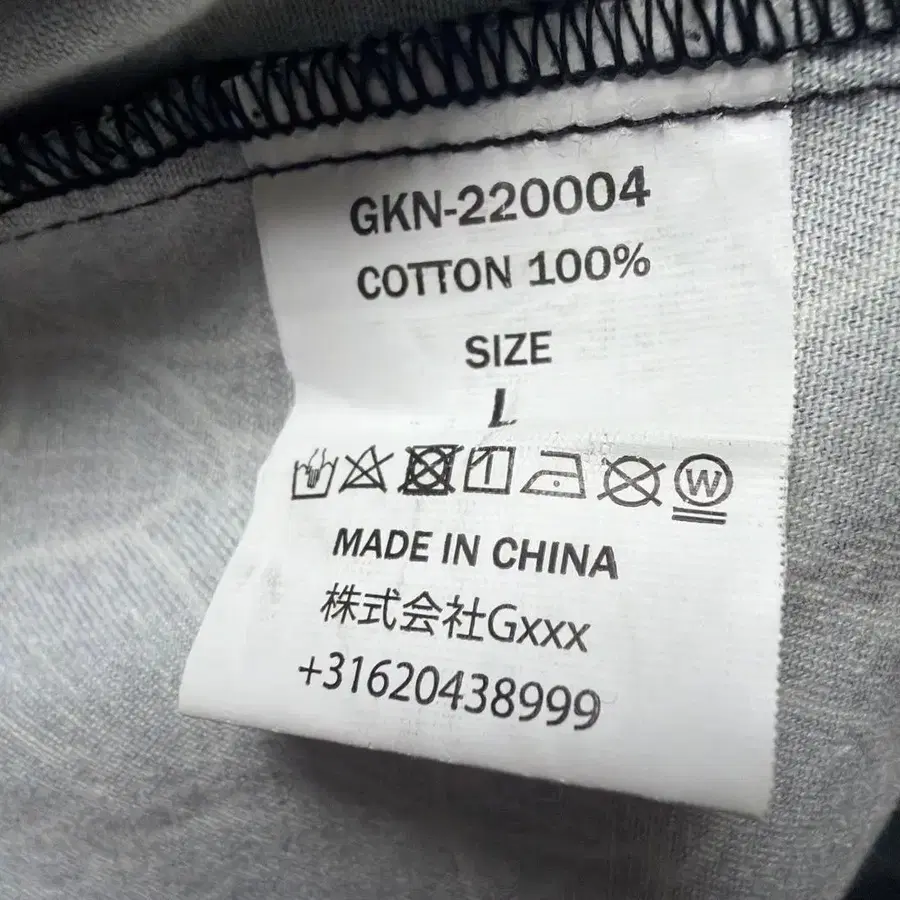 GKN-220004
COTTON 100%
SIZE
L
W
MADE IN CHINA
株式会社Gxxx
+31620438999